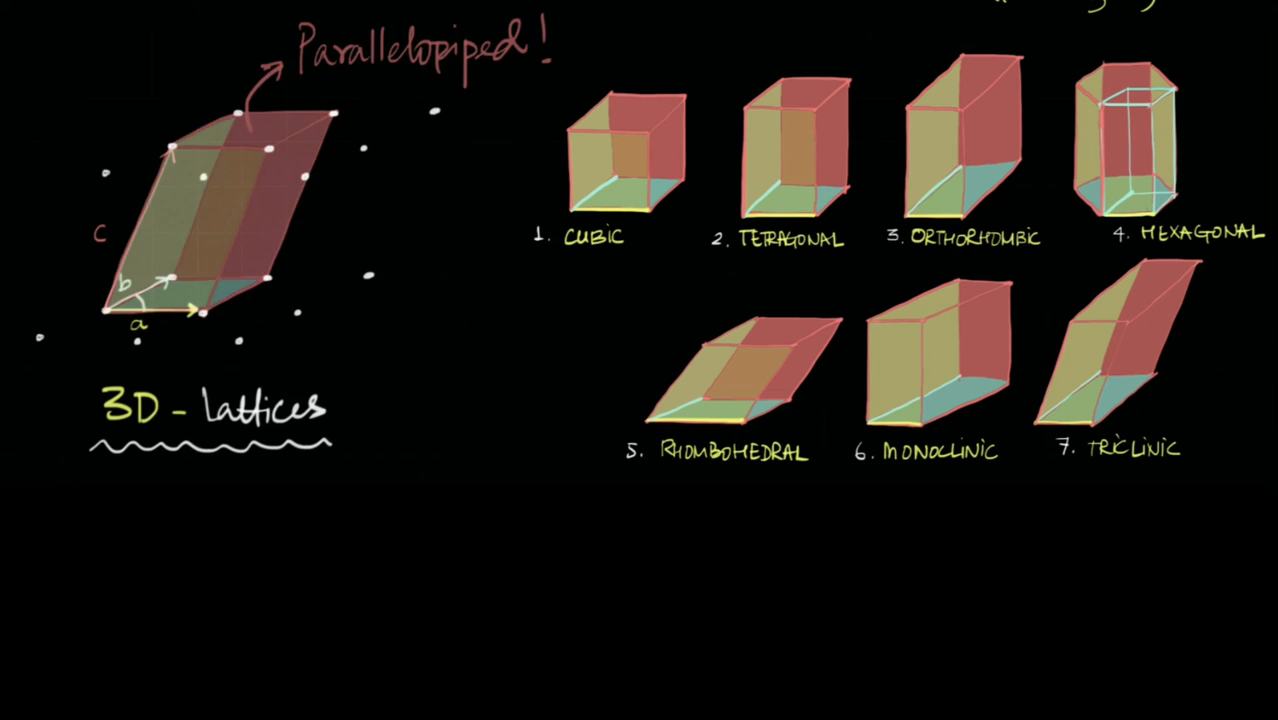 Parallelopiped!
c
b
a
3D - Lattices
1. CUBIC
2. TETRAGONAL
3. ORTHORHOMBIC
4. HEXAGONAL
5. RHOMBOHEDRAL
6. MONOCLINIC
7. TRICLINIC